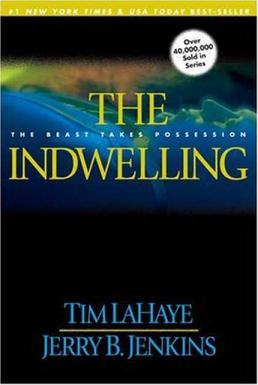 #1 NEW YORK TIMES & USA TODAY BEST-SELLER
Over
40,000,000
Sold in
Series
THE
THE BEAST TAKES POSSESSION
INDWELLING
TIM LAHAYE
JERRY B. JENKINS